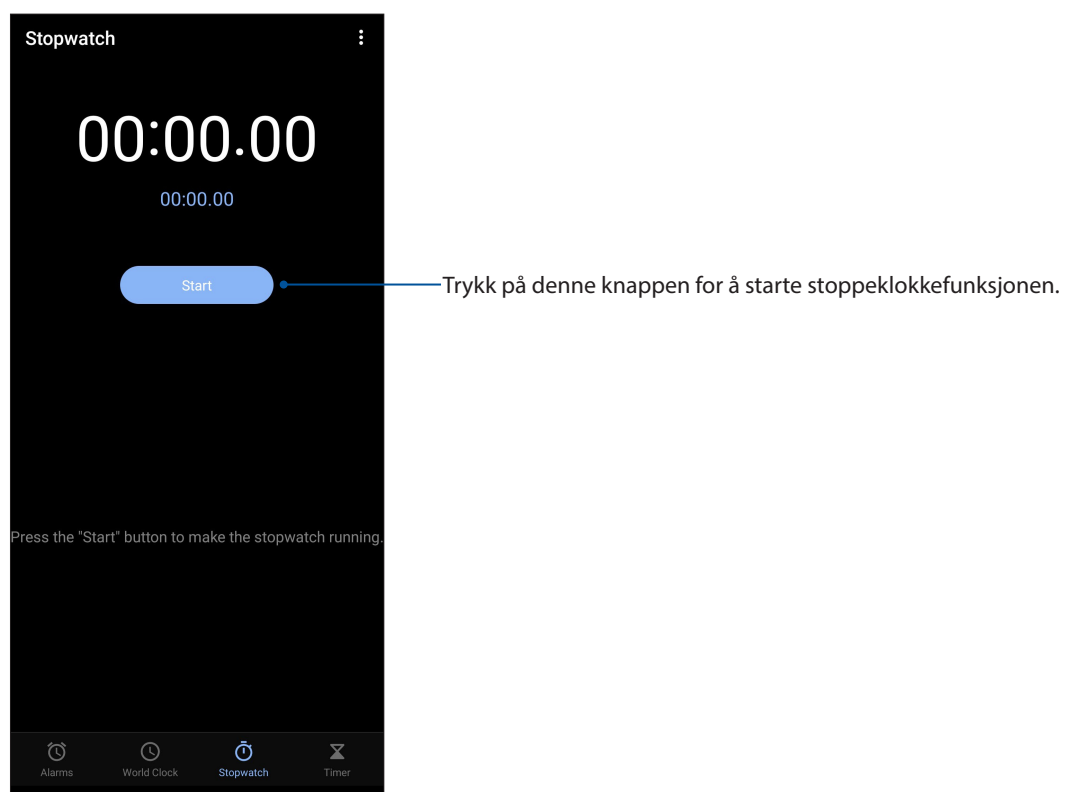 Stopwatch
00:00.00
00:00.00
Start
Trykk på denne knappen for å starte stoppeklokkefunksjonen.
Press the "Start" button to make the stopwatch running.
Alarms
World Clock
Stopwatch
Timer